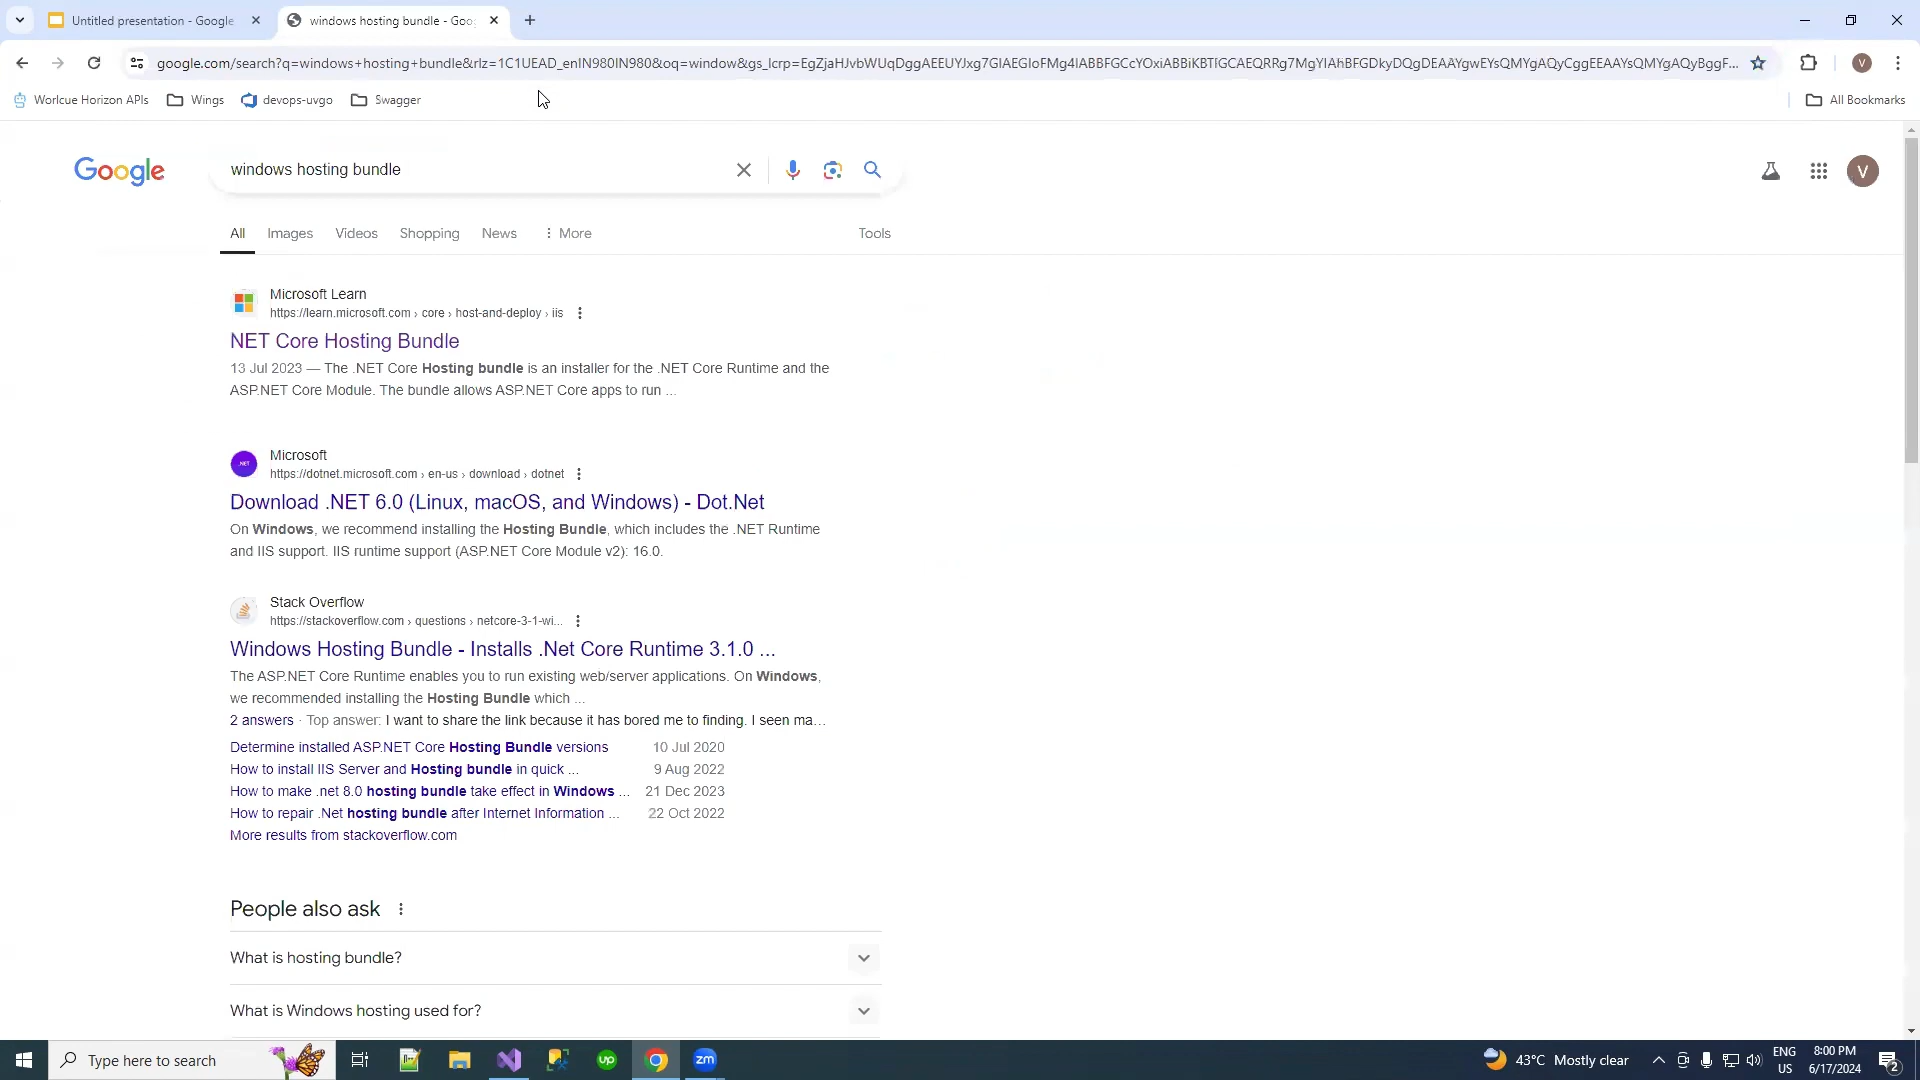 Untitled presentation - Google
windows hosting bundle - Goo
Worlcue Horizon APIs
Wings
devops-uvgo
Swagger
All Bookmarks
Google
windows hosting bundle
V
All
Images
Videos
Shopping
News
More
Tools
Microsoft Learn
https://learn.microsoft.com › core › host-and-deploy › iis
NET Core Hosting Bundle
13 Jul 2023 — The .NET Core Hosting bundle is an installer for the .NET Core Runtime and the
ASP.NET Core Module. The bundle allows ASP.NET Core apps to run ...
.NET
Microsoft
https://dotnet.microsoft.com › en-us › download › dotnet
Download .NET 6.0 (Linux, macOS, and Windows) - Dot.Net
On Windows, we recommend installing the Hosting Bundle, which includes the .NET Runtime
and IIS support. IIS runtime support (ASP.NET Core Module v2): 16.0.
Stack Overflow
https://stackoverflow.com › questions › netcore-3-1-wi...
Windows Hosting Bundle - Installs .Net Core Runtime 3.1.0 ...
The ASP.NET Core Runtime enables you to run existing web/server applications. On Windows,
we recommended installing the Hosting Bundle which ...
2 answers · Top answer: I want to share the link because it has bored me to finding. I seen ma...
Determine installed ASP.NET Core Hosting Bundle versions 10 Jul 2020
How to install IIS Server and Hosting bundle in quick ... 9 Aug 2022
How to make .net 8.0 hosting bundle take effect in Windows ... 21 Dec 2023
How to repair .Net hosting bundle after Internet Information ... 22 Oct 2022
More results from stackoverflow.com
People also ask
What is hosting bundle?
What is Windows hosting used for?
Type here to search
up
zm
43°C Mostly clear
ENG
US
8:00 PM
6/17/2024
2